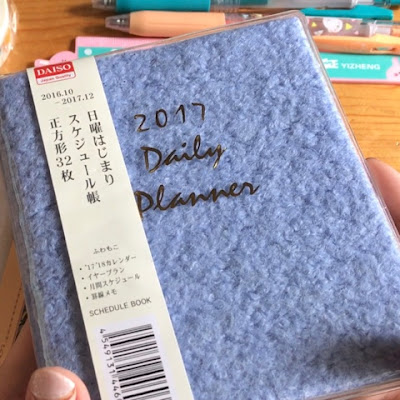 DAISO
2016.10
-2017.12
日曜はじまり
スケジュール帳
正方形32枚
ふわもこ
・'17'18カレンダー
・イヤープラン
・月間スケジュール
・罫線メモ
SCHEDULE BOOK
4549131446
2017
Daily
Planner
YIZHENG